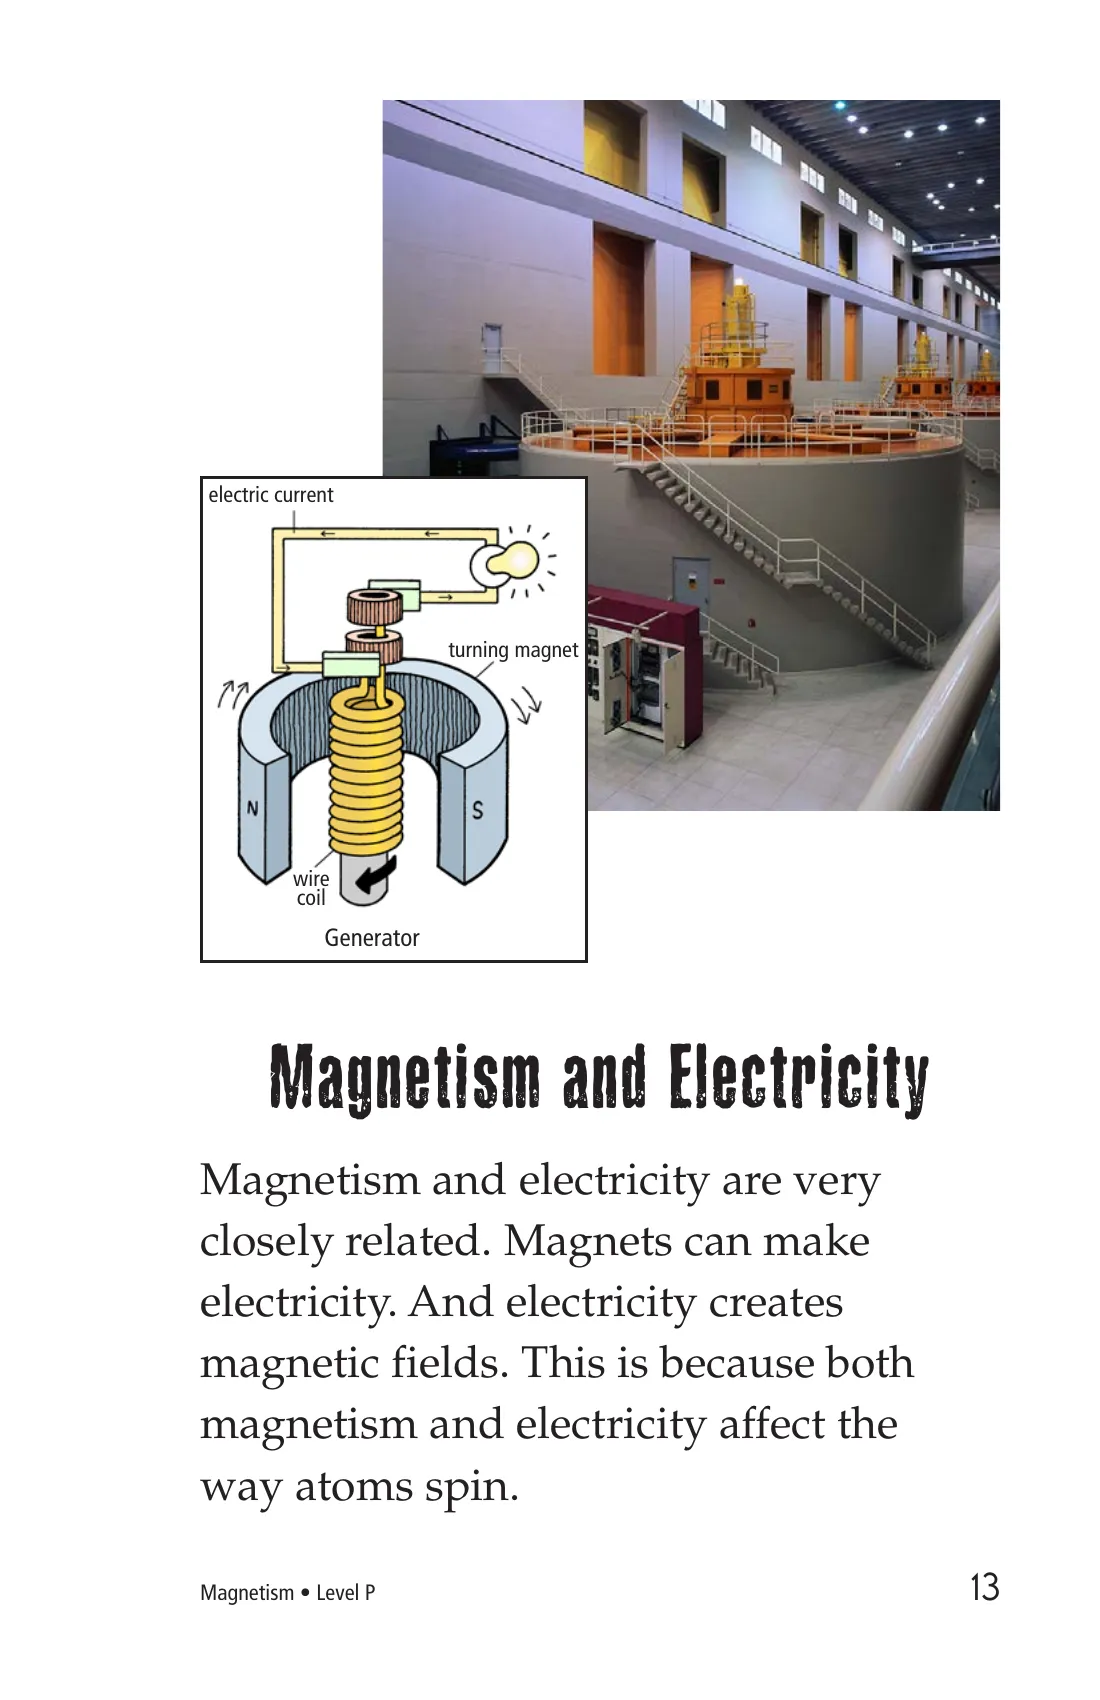 electric current
turning magnet
N
S
wire
coil
Generator
Magnetism and Electricity
Magnetism and electricity are very
closely related. Magnets can make
electricity. And electricity creates
magnetic fields. This is because both
magnetism and electricity affect the
way atoms spin.
Magnetism • Level P
13